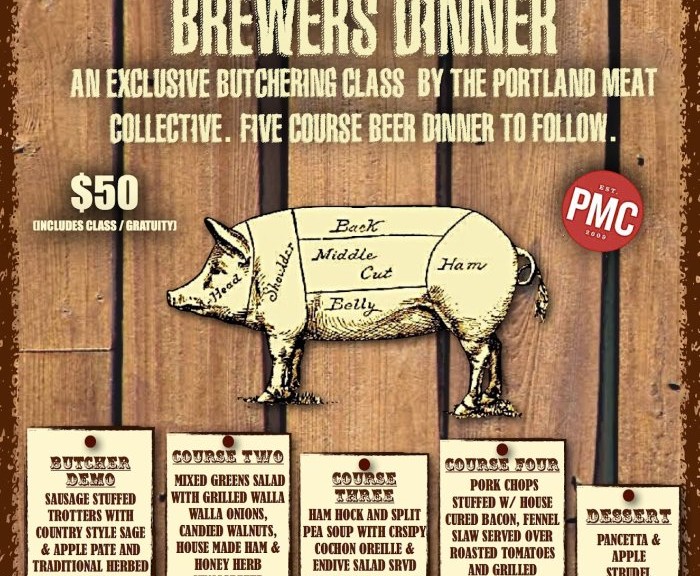 BREWERS DINNER
AN EXCLUSIVE BUTCHERING CLASS BY THE PORTLAND MEAT
COLLECTIVE. FIVE COURSE BEER DINNER TO FOLLOW.
$50
(INCLUDES CLASS / GRATUITY)
EST.
PMC
2009
Back
Middle
Cut
Belly
Head
Shoulder
Ham
BUTCHER
DEMO
SAUSAGE STUFFED
TROTTERS WITH
COUNTRY STYLE SAGE
& APPLE PATE AND
TRADITIONAL HERBED
COURSE TWO
MIXED GREENS SALAD
WITH GRILLED WALLA
WALLA ONIONS,
CANDIED WALNUTS,
HOUSE MADE HAM &
HONEY HERB
COURSE
THREE
HAM HOCK AND SPLIT
PEA SOUP WITH CRSIPY
COCHON OREILLE &
ENDIVE SALAD SRVD
COURSE FOUR
PORK CHOPS
STUFFED W/ HOUSE
CURED BACON, FENNEL
SLAW SERVED OVER
ROASTED TOMATOES
AND GRILLED
DESSERT
PANCETTA &
APPLE
STRUDEL